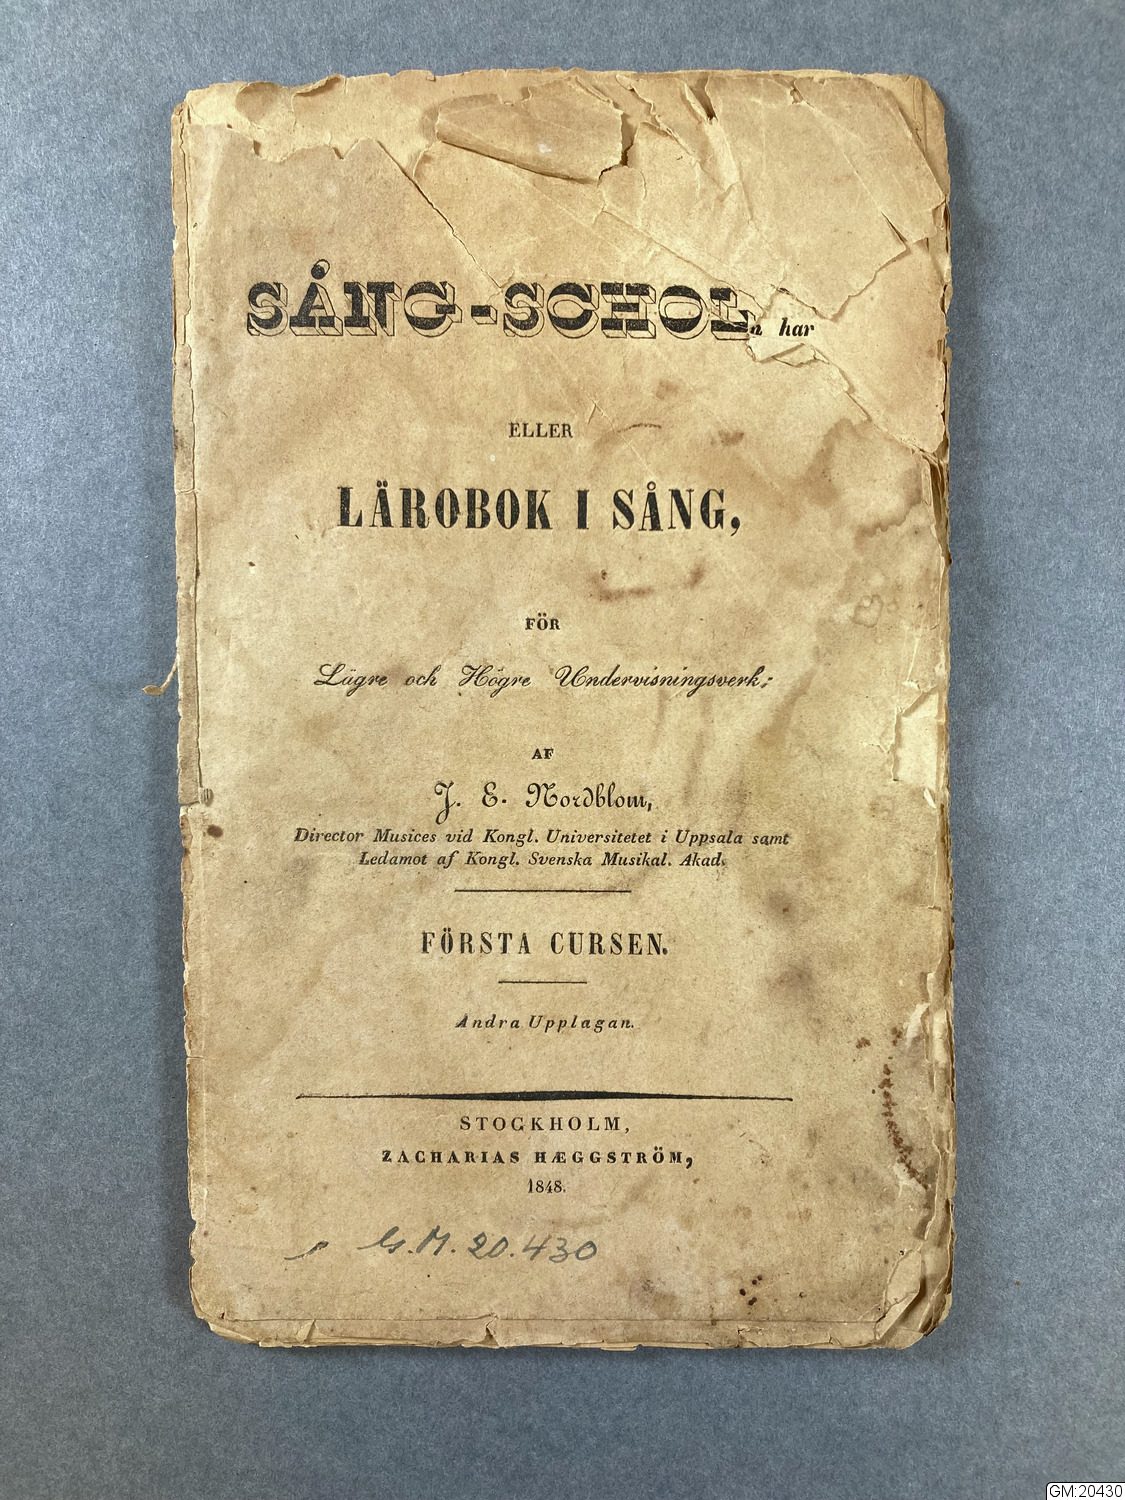 SÅNG-SCHOL n har
ELLER
LÄROBOK I SÅNG,
FÖR
Lägre och Högre Undervisningsverk;
AF
J. E. Nordblom,
Director Musices vid Kongl. Universitetet i Uppsala samt
Ledamot af Kongl. Svenska Musikal. Akad.
FÖRSTA CURSEN.
Andra Upplagan.
STOCKHOLM,
ZACHARIAS HÆGGSTRÖM,
1848.
G.M. 20.430
GM:20430